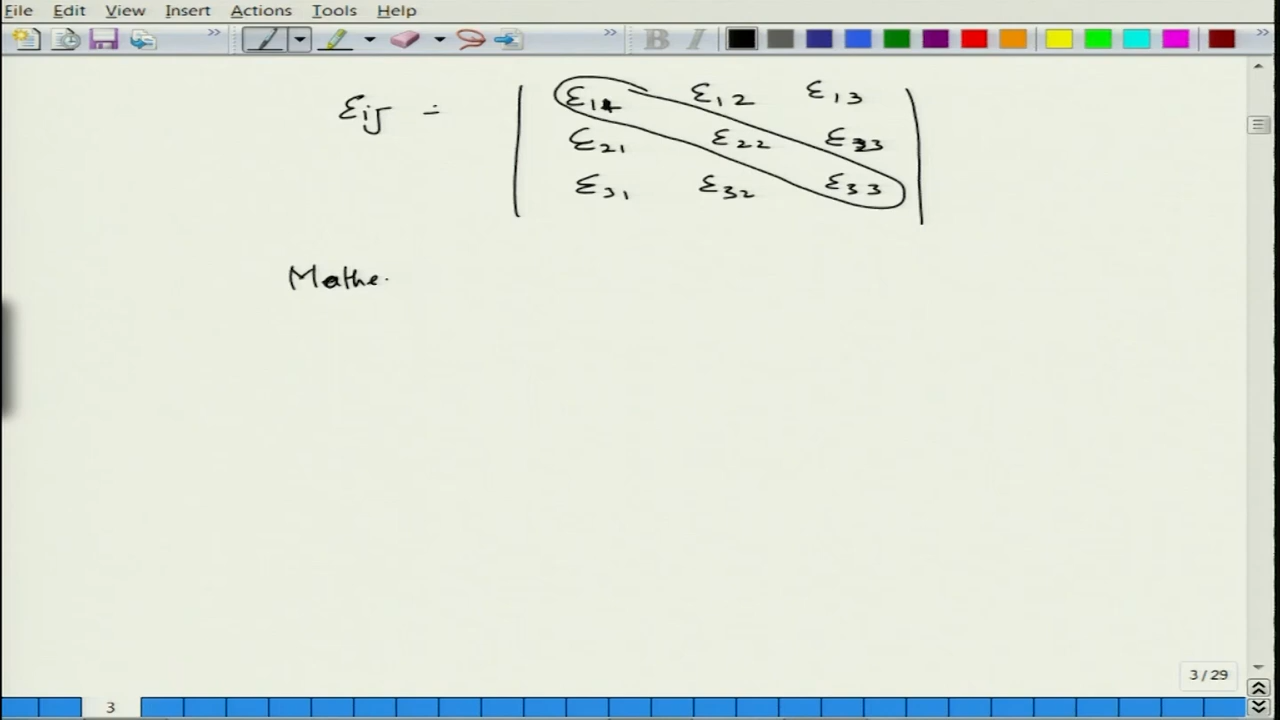 File Edit View Insert Actions Tools Help
B I
εij = | ε11 ε12 ε13 |
ε21 ε22 ε23
ε31 ε32 ε33
Mathe.
3 / 29
3